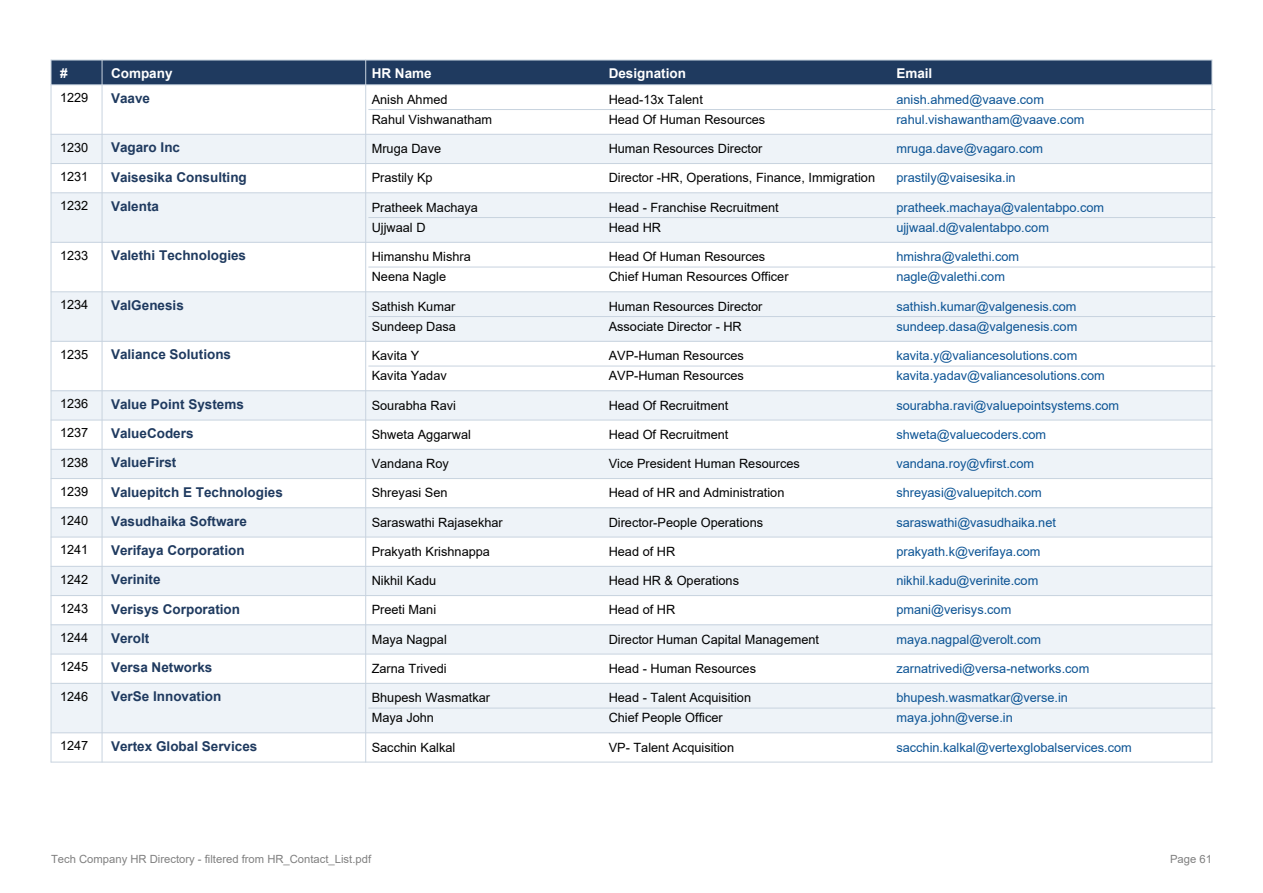 # Company HR Name Designation Email
1229 Vaave Anish Ahmed Head-13x Talent anish.ahmed@vaave.com
Rahul Vishwanatham Head Of Human Resources rahul.vishawantham@vaave.com
1230 Vagaro Inc Mruga Dave Human Resources Director mruga.dave@vagaro.com
1231 Vaisesika Consulting Prastily Kp Director -HR, Operations, Finance, Immigration prastily@vaisesika.in
1232 Valenta Pratheek Machaya Head - Franchise Recruitment pratheek.machaya@valentabpo.com
Ujjwaal D Head HR ujjwaal.d@valentabpo.com
1233 Valethi Technologies Himanshu Mishra Head Of Human Resources hmishra@valethi.com
Neena Nagle Chief Human Resources Officer nagle@valethi.com
1234 ValGenesis Sathish Kumar Human Resources Director sathish.kumar@valgenesis.com
Sundeep Dasa Associate Director - HR sundeep.dasa@valgenesis.com
1235 Valiance Solutions Kavita Y AVP-Human Resources kavita.y@valiancesolutions.com
Kavita Yadav AVP-Human Resources kavita.yadav@valiancesolutions.com
1236 Value Point Systems Sourabha Ravi Head Of Recruitment sourabha.ravi@valuepointsystems.com
1237 ValueCoders Shweta Aggarwal Head Of Recruitment shweta@valuecoders.com
1238 ValueFirst Vandana Roy Vice President Human Resources vandana.roy@vfirst.com
1239 Valuepitch E Technologies Shreyasi Sen Head of HR and Administration shreyasi@valuepitch.com
1240 Vasudhaika Software Saraswathi Rajasekhar Director-People Operations saraswathi@vasudhaika.net
1241 Verifaya Corporation Prakyath Krishnappa Head of HR prakyath.k@verifaya.com
1242 Verinite Nikhil Kadu Head HR & Operations nikhil.kadu@verinite.com
1243 Verisys Corporation Preeti Mani Head of HR pmani@verisys.com
1244 Verolt Maya Nagpal Director Human Capital Management maya.nagpal@verolt.com
1245 Versa Networks Zarna Trivedi Head - Human Resources zarnatrivedi@versa-networks.com
1246 VerSe Innovation Bhupesh Wasmatkar Head - Talent Acquisition bhupesh.wasmatkar@verse.in
Maya John Chief People Officer maya.john@verse.in
1247 Vertex Global Services Sacchin Kalkal VP- Talent Acquisition sacchin.kalkal@vertexglobalservices.com
Tech Company HR Directory - filtered from HR_Contact_List.pdf Page 61